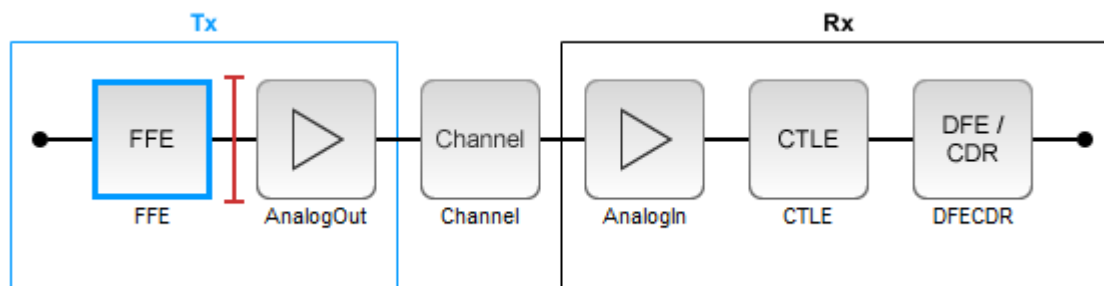 Tx
Rx
FFE
Channel
CTLE
DFE /
CDR
FFE
AnalogOut
Channel
AnalogIn
CTLE
DFECDR